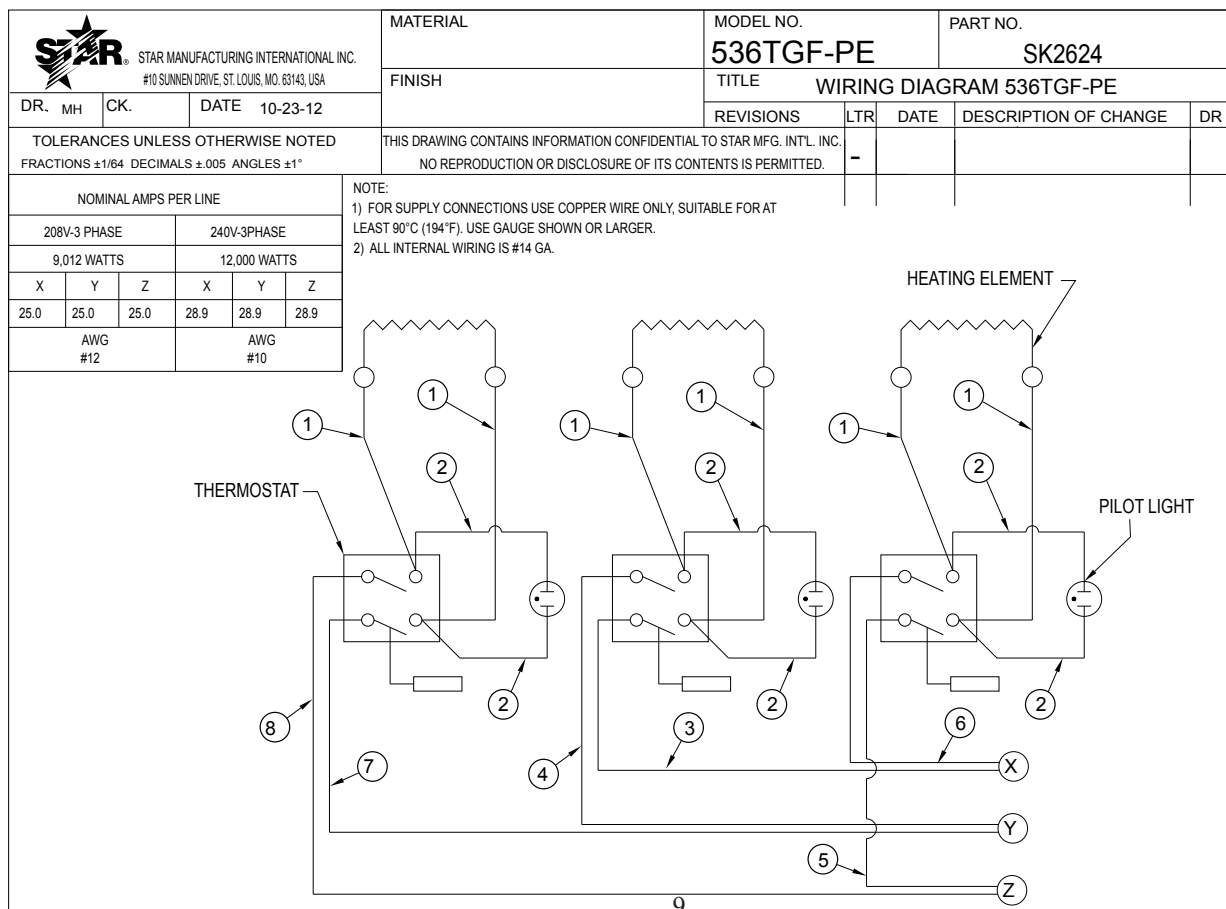 STAR®
STAR MANUFACTURING INTERNATIONAL INC.
#10 SUNNEN DRIVE, ST. LOUIS, MO. 63143, USA
DR. MH CK. DATE 10-23-12
MATERIAL
FINISH
MODEL NO.
536TGF-PE
PART NO.
SK2624
TITLE WIRING DIAGRAM 536TGF-PE
REVISIONS LTR DATE DESCRIPTION OF CHANGE DR
-
TOLERANCES UNLESS OTHERWISE NOTED
FRACTIONS ±1/64 DECIMALS ±.005 ANGLES ±1°
THIS DRAWING CONTAINS INFORMATION CONFIDENTIAL TO STAR MFG. INT'L. INC.
NO REPRODUCTION OR DISCLOSURE OF ITS CONTENTS IS PERMITTED.
NOMINAL AMPS PER LINE
208V-3 PHASE 240V-3PHASE
9,012 WATTS 12,000 WATTS
X Y Z X Y Z
25.0 25.0 25.0 28.9 28.9 28.9
AWG AWG
#12 #10
NOTE:
1) FOR SUPPLY CONNECTIONS USE COPPER WIRE ONLY, SUITABLE FOR AT
LEAST 90°C (194°F). USE GAUGE SHOWN OR LARGER.
2) ALL INTERNAL WIRING IS #14 GA.
HEATING ELEMENT
1 1 1
1 1 1
2 2 2
THERMOSTAT
PILOT LIGHT
2 2 2
8 3 6
7 4 X
Y
5
Z
9